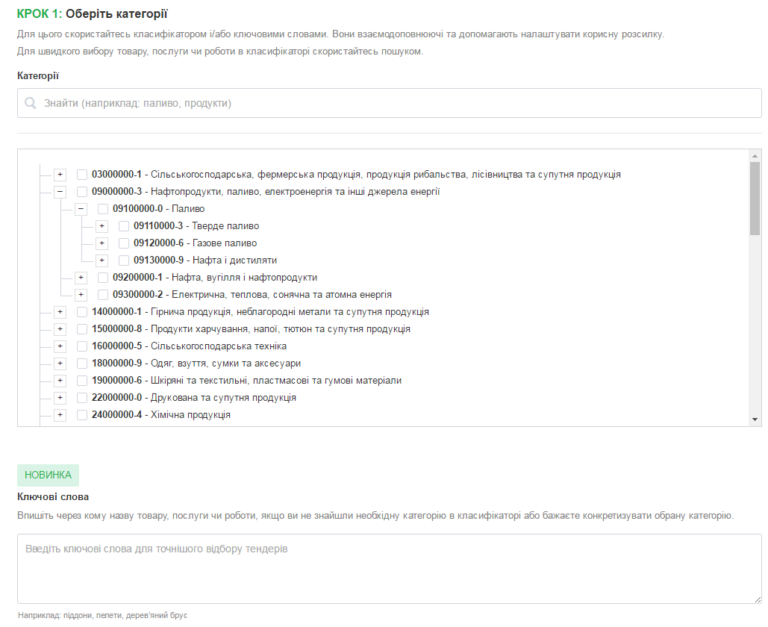 КРОК 1: Оберіть категорії
Для цього скористайтесь класифікатором і/або ключовими словами. Вони взаємодоповнюючі та допомагають налаштувати корисну розсилку.
Для швидкого вибору товару, послуги чи роботи в класифікаторі скористайтесь пошуком.
Категорії
Знайти (наприклад: паливо, продукти)
03000000-1 - Сільськогосподарська, фермерська продукція, продукція рибальства, лісівництва та супутня продукція
09000000-3 - Нафтопродукти, паливо, електроенергія та інші джерела енергії
09100000-0 - Паливо
09110000-3 - Тверде паливо
09120000-6 - Газове паливо
09130000-9 - Нафта і дистиляти
09200000-1 - Нафта, вугілля і нафтопродукти
09300000-2 - Електрична, теплова, сонячна та атомна енергія
14000000-1 - Гірнича продукція, неблагородні метали та супутня продукція
15000000-8 - Продукти харчування, напої, тютюн та супутня продукція
16000000-5 - Сільськогосподарська техніка
18000000-9 - Одяг, взуття, сумки та аксесуари
19000000-6 - Шкіряні та текстильні, пластмасові та гумові матеріали
22000000-0 - Друкована та супутня продукція
24000000-4 - Хімічна продукція
НОВИНКА
Ключові слова
Впишіть через кому назву товару, послуги чи роботи, якщо ви не знайшли необхідну категорію в класифікаторі або бажаєте конкретизувати обрану категорію.
Введіть ключові слова для точнішого відбору тендерів
Наприклад: піддони, пелети, дерев'яний брус